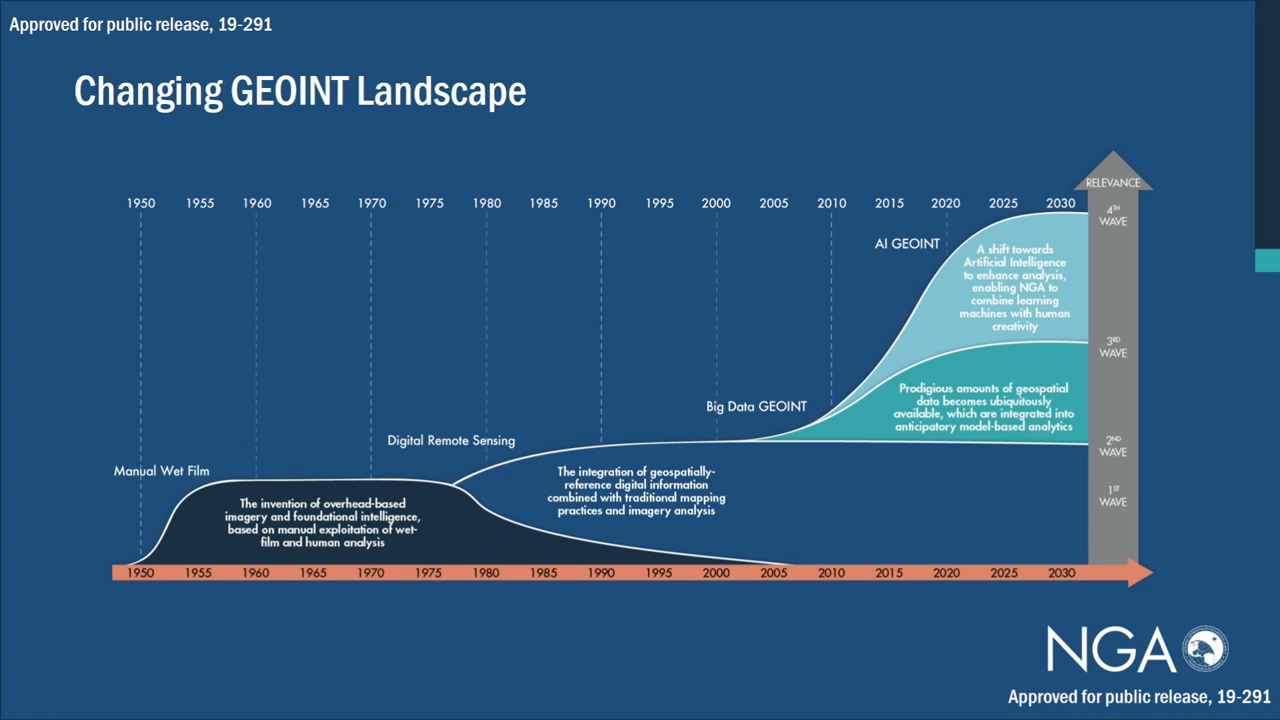 Approved for public release, 19-291
Changing GEOINT Landscape
RELEVANCE
1950 1955 1960 1965 1970 1975 1980 1985 1990 1995 2000 2005 2010 2015 2020 2025 2030
4TH
WAVE
AI GEOINT
A shift towards
Artificial Intelligence
to enhance analysis,
enabling NGA to
combine learning
machines with human
creativity
3RD
WAVE
Big Data GEOINT
Prodigious amounts of geospatial
data becomes ubiquitously
available, which are integrated into
anticipatory model-based analytics
2ND
WAVE
Digital Remote Sensing
The integration of geospatially-
reference digital information
combined with traditional mapping
practices and imagery analysis
1ST
WAVE
Manual Wet Film
The invention of overhead-based
imagery and foundational intelligence,
based on manual exploitation of wet-
film and human analysis
1950 1955 1960 1965 1970 1975 1980 1985 1990 1995 2000 2005 2010 2015 2020 2025 2030
NGA
Approved for public release, 19-291